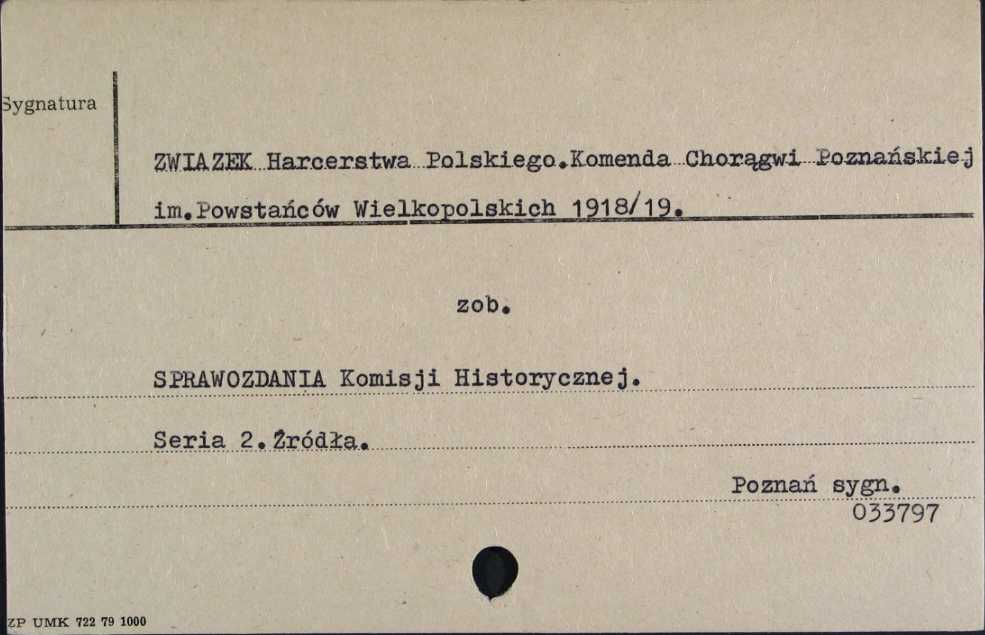 Sygnatura
ZWIAZEK Harcerstwa Polskiego.Komenda Chorągwi Poznańskiej
im.Powstańców Wielkopolskich 1918/19.
zob.
SPRAWOZDANIA Komisji Historycznej.
Seria 2.Źródła.
Poznań sygn.
033797
ZP UMK 722 79 1000